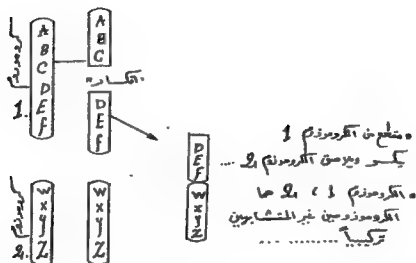 كروموزوم 1.
A
B
C
D
E
F
A
B
C
«انكسار»
D
E
F
• مقطع من الكروموزوم 1
يكسر ويلتصق الكروموزوم 2 ....
D
E
F
W
X
Y
Z
• الكروموزوم 1 ، 2 هما
الكروموزومين غير المتشابهين
تركيبياً .... ....
كروموزوم 2.
W
X
Y
Z
W
X
Y
Z